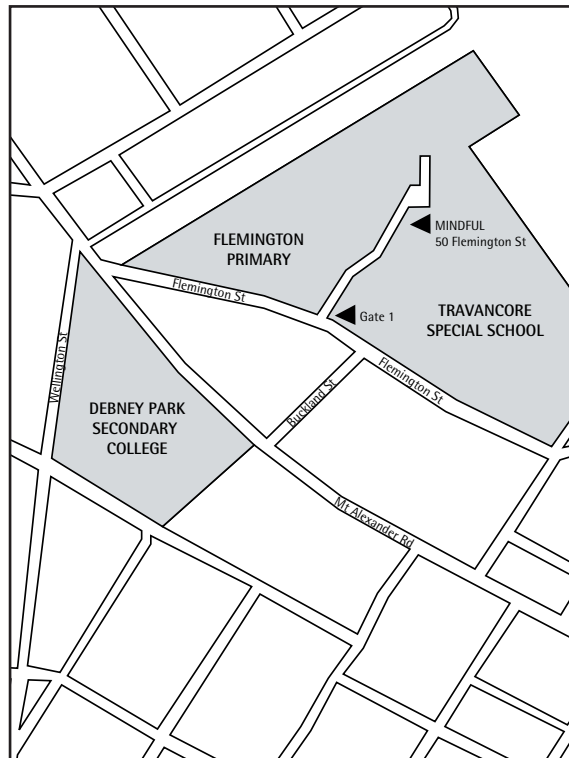 MINDFUL
50 Flemington St
FLEMINGTON
PRIMARY
Flemington St
Gate 1
TRAVANCORE
SPECIAL SCHOOL
Wellington St
Flemington St
Buckland St
DEBNEY PARK
SECONDARY
COLLEGE
Mt Alexander Rd